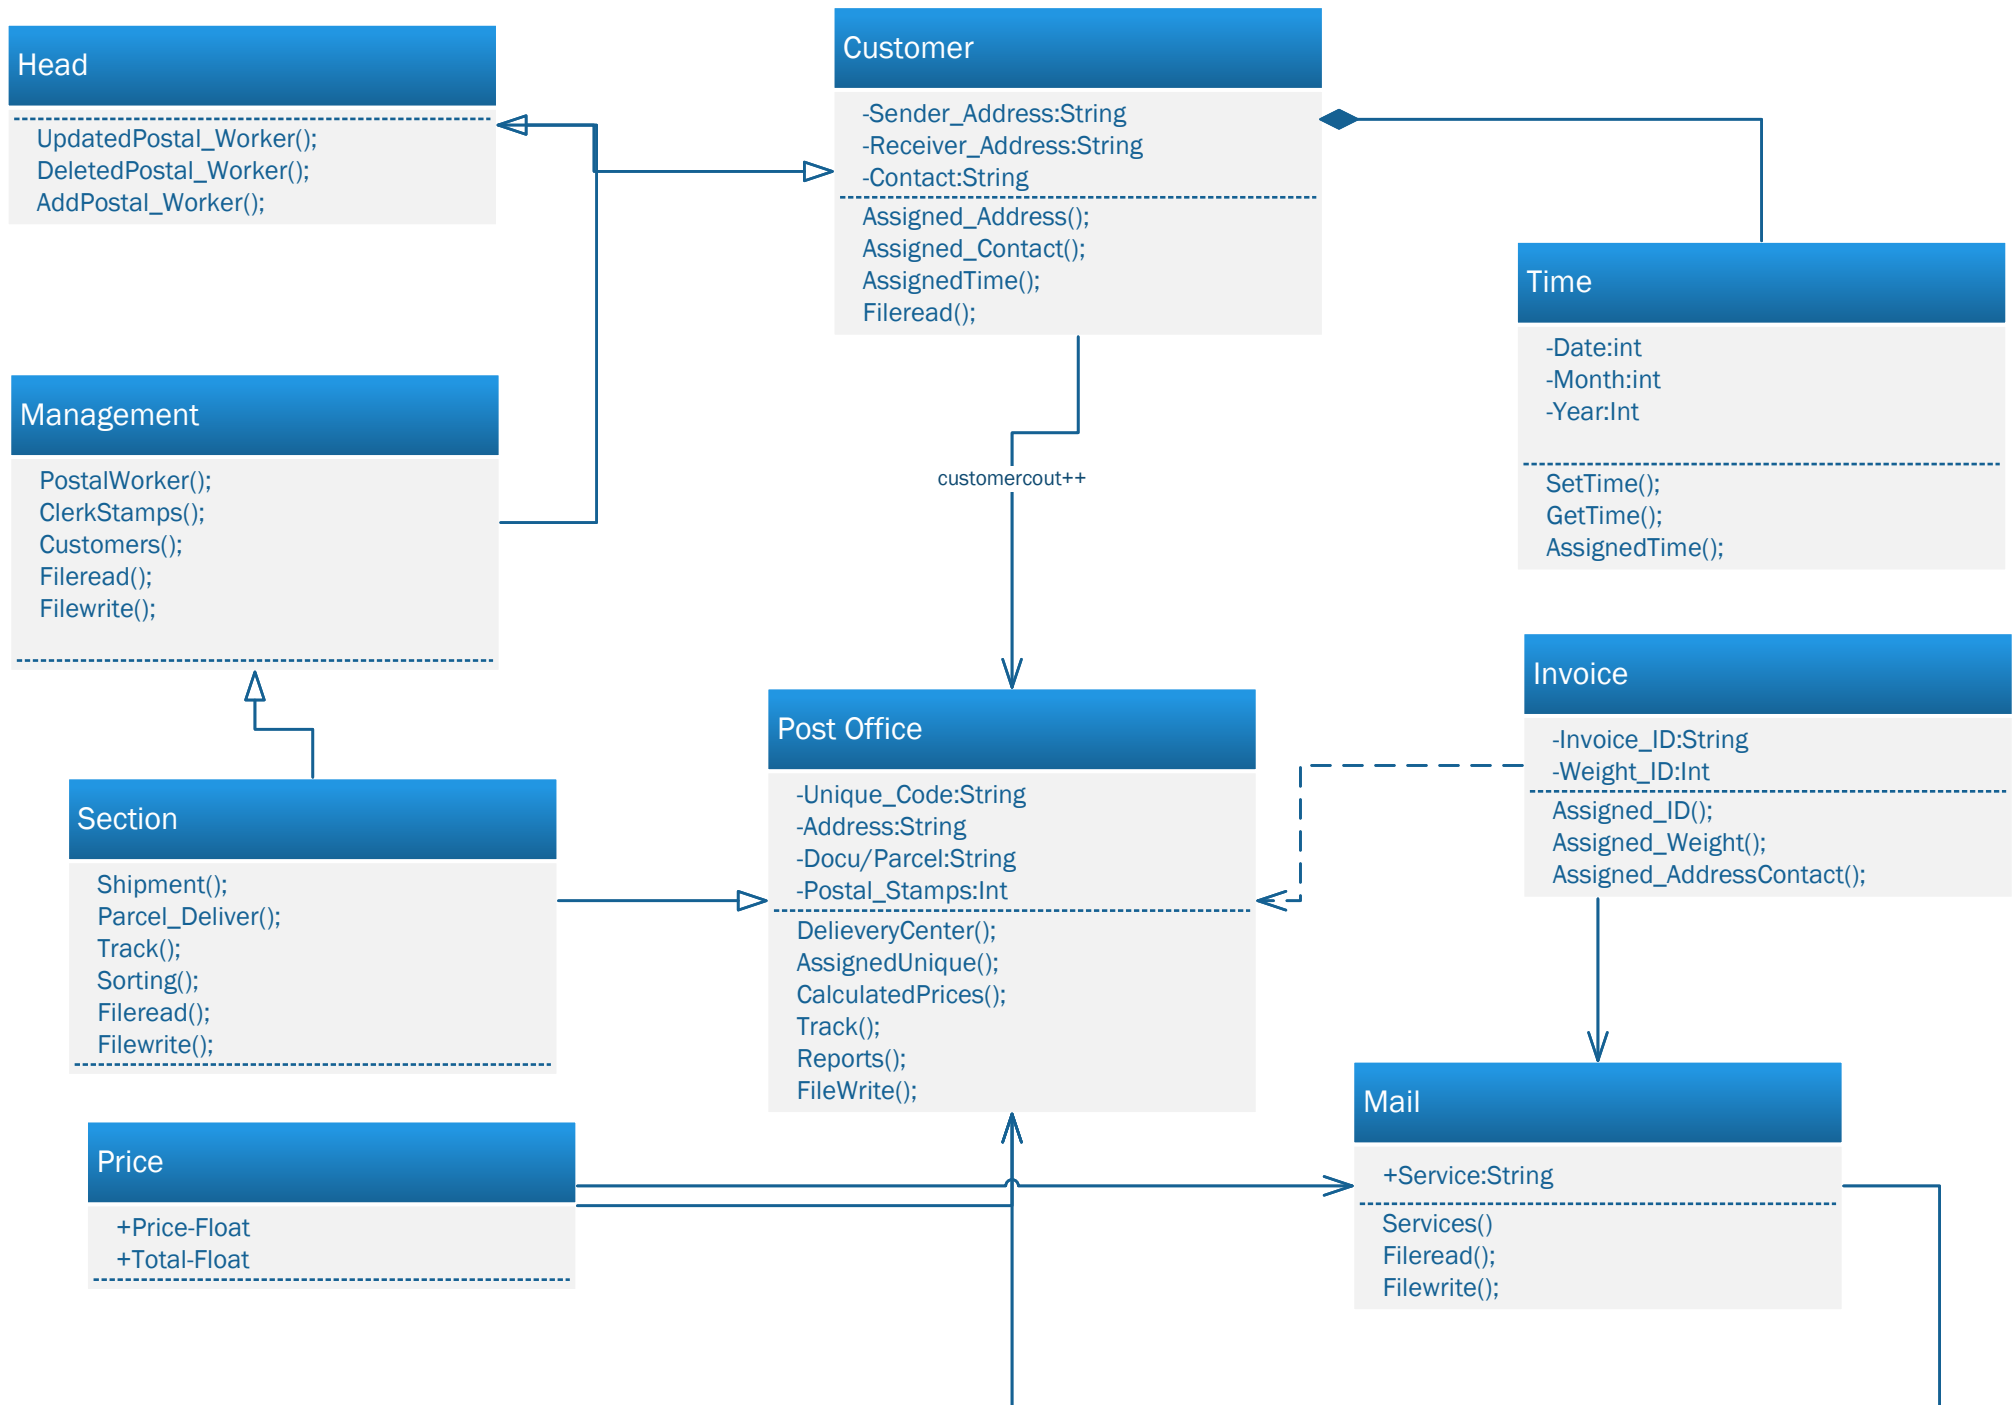 Head
UpdatedPostal_Worker();
DeletedPostal_Worker();
AddPostal_Worker();
Customer
-Sender_Address:String
-Receiver_Address:String
-Contact:String
Assigned_Address();
Assigned_Contact();
AssignedTime();
Fileread();
Time
-Date:int
-Month:int
-Year:Int
SetTime();
GetTime();
AssignedTime();
Management
PostalWorker();
ClerkStamps();
Customers();
Fileread();
Filewrite();
customercout++
Invoice
-Invoice_ID:String
-Weight_ID:Int
Assigned_ID();
Assigned_Weight();
Assigned_AddressContact();
Post Office
-Unique_Code:String
-Address:String
-Docu/Parcel:String
-Postal_Stamps:Int
DelieveryCenter();
AssignedUnique();
CalculatedPrices();
Track();
Reports();
FileWrite();
Section
Shipment();
Parcel_Deliver();
Track();
Sorting();
Fileread();
Filewrite();
Price
+Price-Float
+Total-Float
Mail
+Service:String
Services()
Fileread();
Filewrite();